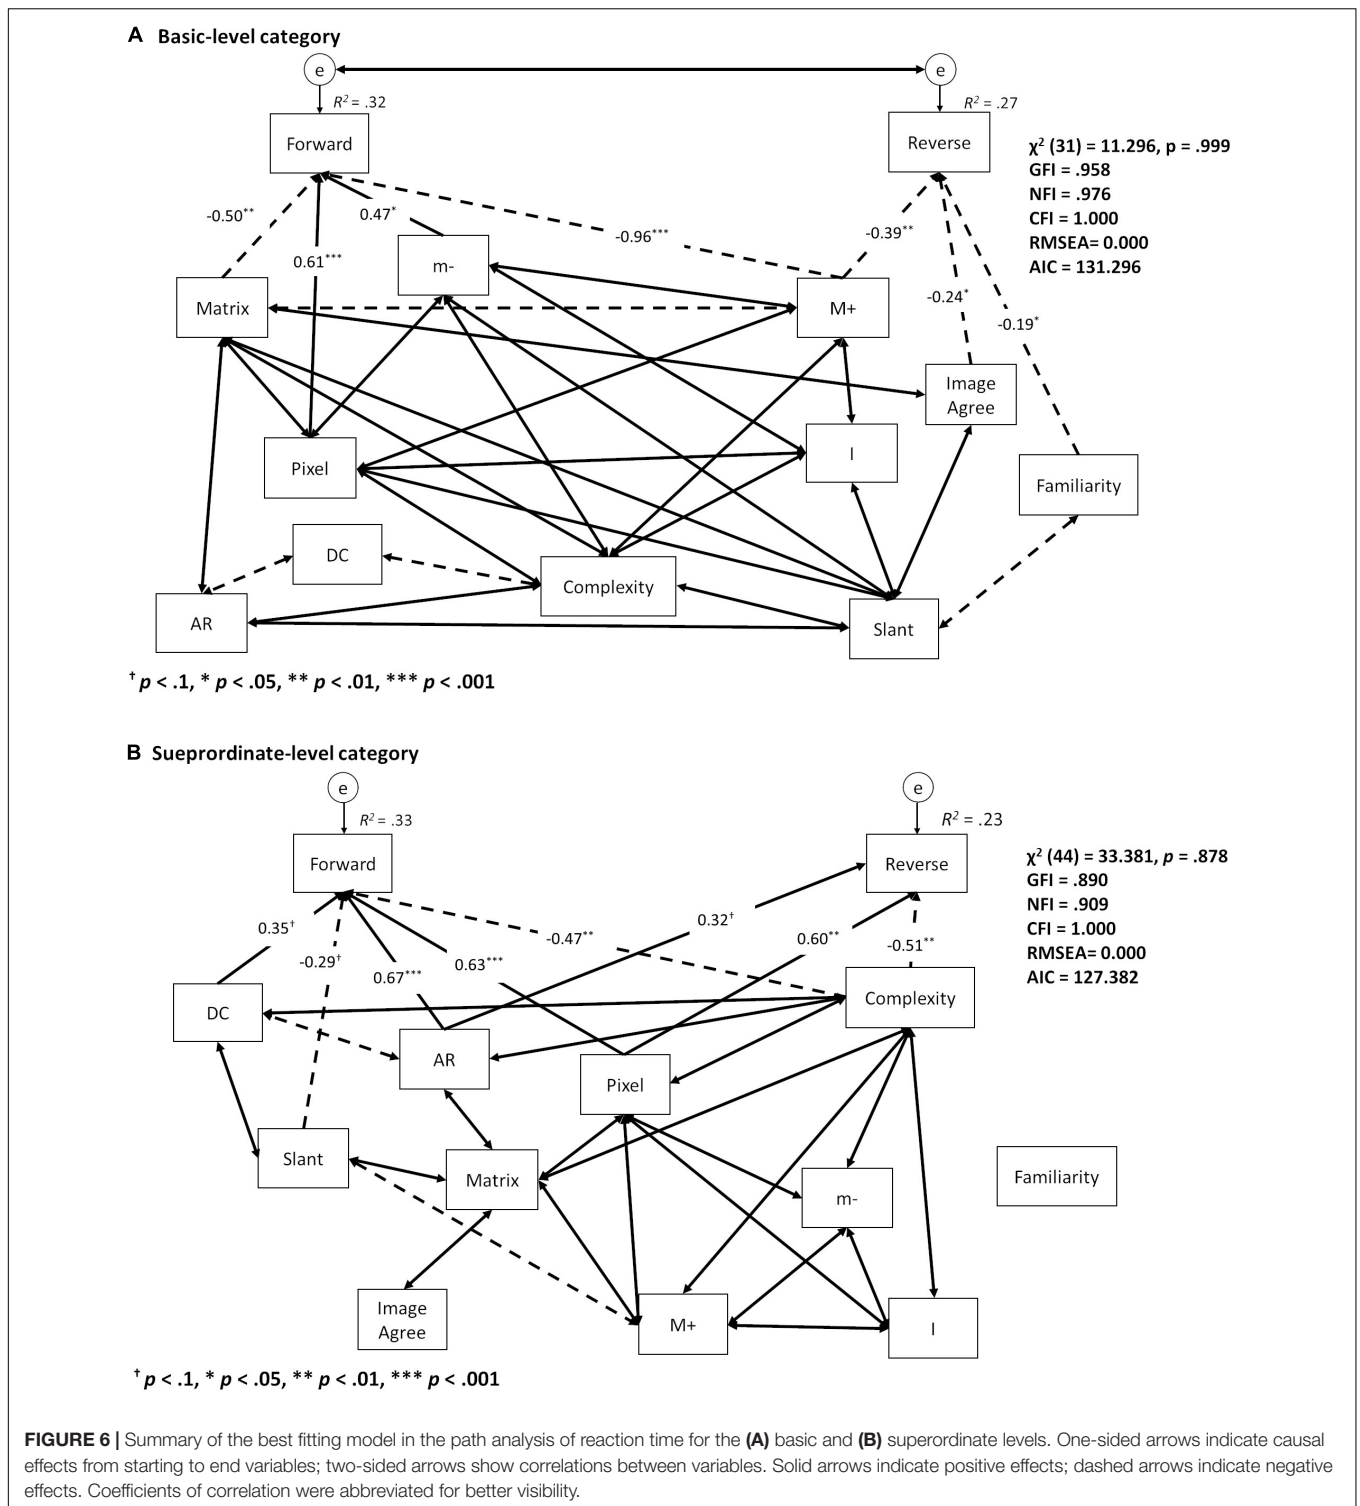 A Basic-level category
e
e
R² = .32
R² = .27
Forward
Reverse
χ² (31) = 11.296, p = .999
GFI = .958
NFI = .976
CFI = 1.000
RMSEA= 0.000
AIC = 131.296
-0.50**
0.47*
-0.96***
-0.39**
0.61***
m-
Matrix
M+
-0.24*
-0.19*
Image
Agree
I
Pixel
Familiarity
DC
Complexity
AR
Slant
† p < .1, * p < .05, ** p < .01, *** p < .001
B Sueprordinate-level category
e
e
R² = .33
R² = .23
Forward
Reverse
χ² (44) = 33.381, p = .878
GFI = .890
NFI = .909
CFI = 1.000
RMSEA= 0.000
AIC = 127.382
0.35†
-0.29†
0.67***
0.63***
-0.47**
0.32†
0.60**
-0.51**
DC
Complexity
AR
Pixel
Slant
Matrix
m-
Familiarity
Image
Agree
M+
I
† p < .1, * p < .05, ** p < .01, *** p < .001
FIGURE 6 | Summary of the best fitting model in the path analysis of reaction time for the (A) basic and (B) superordinate levels. One-sided arrows indicate causal
effects from starting to end variables; two-sided arrows show correlations between variables. Solid arrows indicate positive effects; dashed arrows indicate negative
effects. Coefficients of correlation were abbreviated for better visibility.